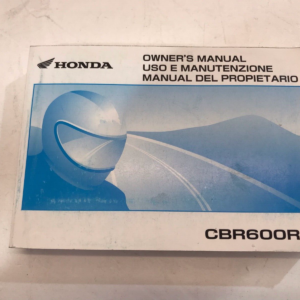 HONDA
OWNER'S MANUAL
USO E MANUTENZIONE
MANUAL DEL PROPIETARIO
CBR600R